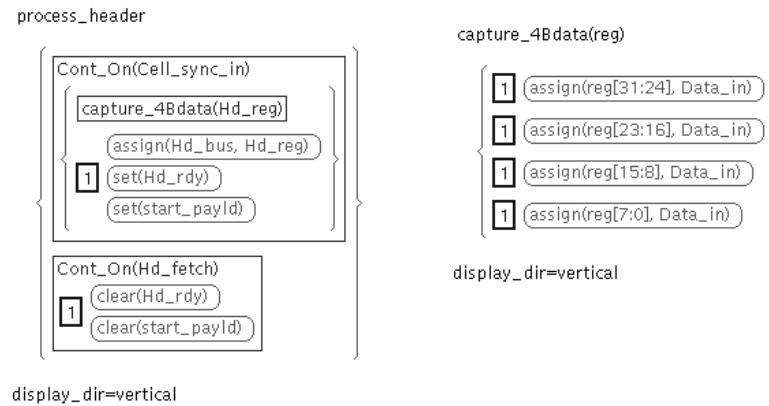 process_header
Cont_On(Cell_sync_in)
capture_4Bdata(Hd_reg)
assign(Hd_bus, Hd_reg)
1 set(Hd_rdy)
set(start_payld)
Cont_On(Hd_fetch)
1 clear(Hd_rdy)
clear(start_payld)
display_dir=vertical
capture_4Bdata(reg)
1 assign(reg[31:24], Data_in)
1 assign(reg[23:16], Data_in)
1 assign(reg[15:8], Data_in)
1 assign(reg[7:0], Data_in)
display_dir=vertical